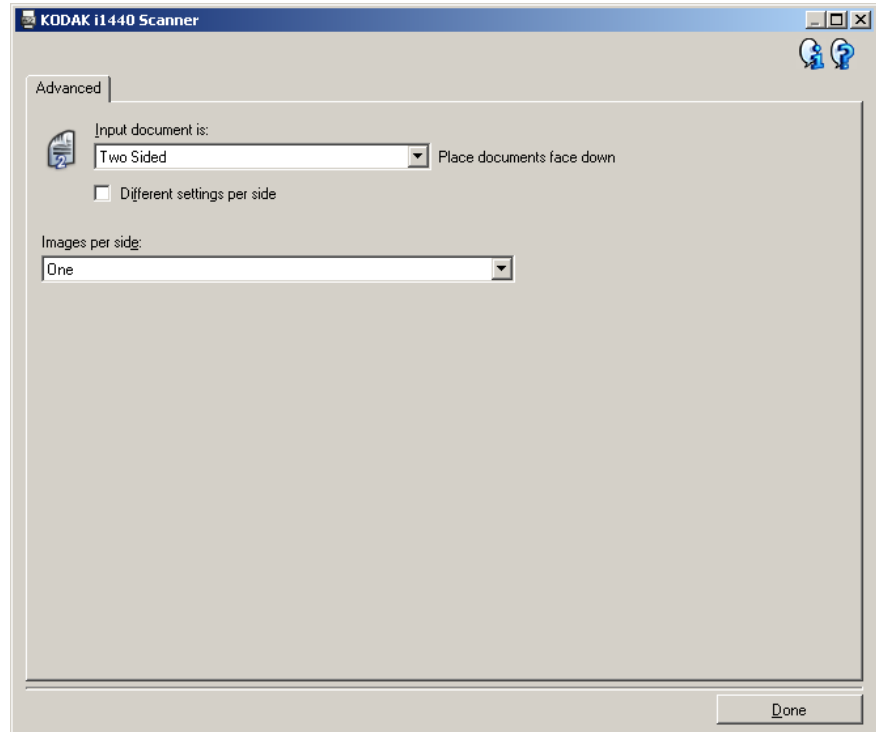 KODAK i1440 Scanner
Advanced
Input document is:
Two Sided
Place documents face down
Different settings per side
Images per side:
One
Done